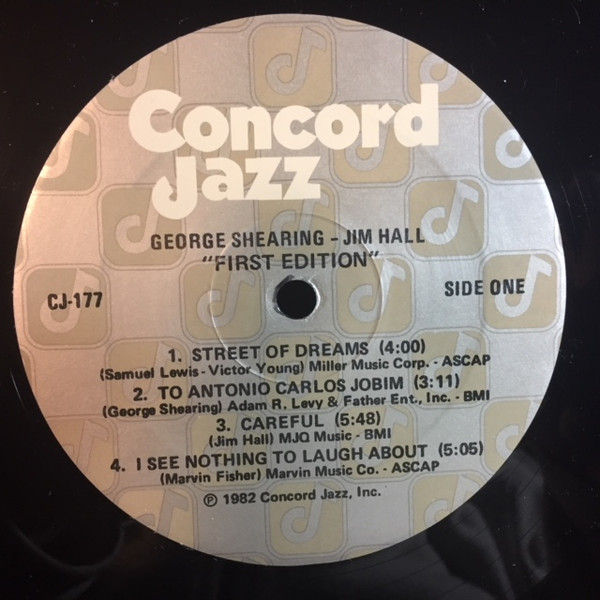 Concord
Jazz
GEORGE SHEARING - JIM HALL
"FIRST EDITION"
CJ-177
SIDE ONE
1. STREET OF DREAMS (4:00)
(Samuel Lewis - Victor Young) Miller Music Corp. - ASCAP
2. TO ANTONIO CARLOS JOBIM (3:11)
(George Shearing) Adam R. Levy & Father Ent., Inc. - BMI
3. CAREFUL (5:48)
(Jim Hall) MJQ Music - BMI
4. I SEE NOTHING TO LAUGH ABOUT (5:05)
(Marvin Fisher) Marvin Music Co. - ASCAP
℗ 1982 Concord Jazz, Inc.